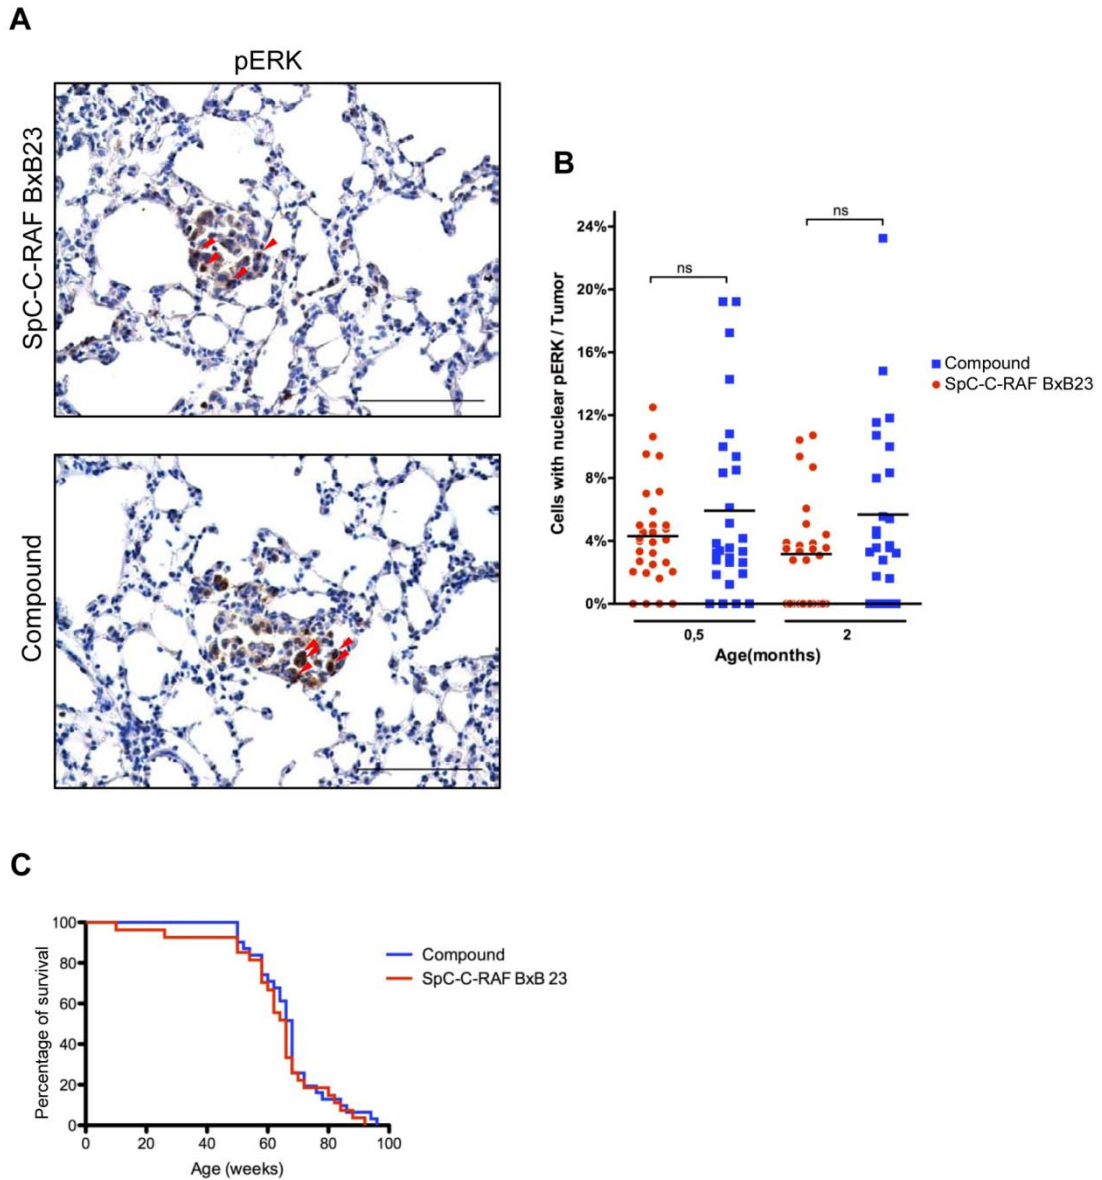 A
pERK
SpC-C-RAF BxB23
Compound
B
Cells with nuclear pERK / Tumor
24%
20%
16%
12%
8%
4%
0%
ns
ns
0,5
2
Age(months)
Compound
SpC-C-RAF BxB23
C
Percentage of survival
100
80
60
40
20
0
0 20 40 60 80 100
Age (weeks)
Compound
SpC-C-RAF BxB 23